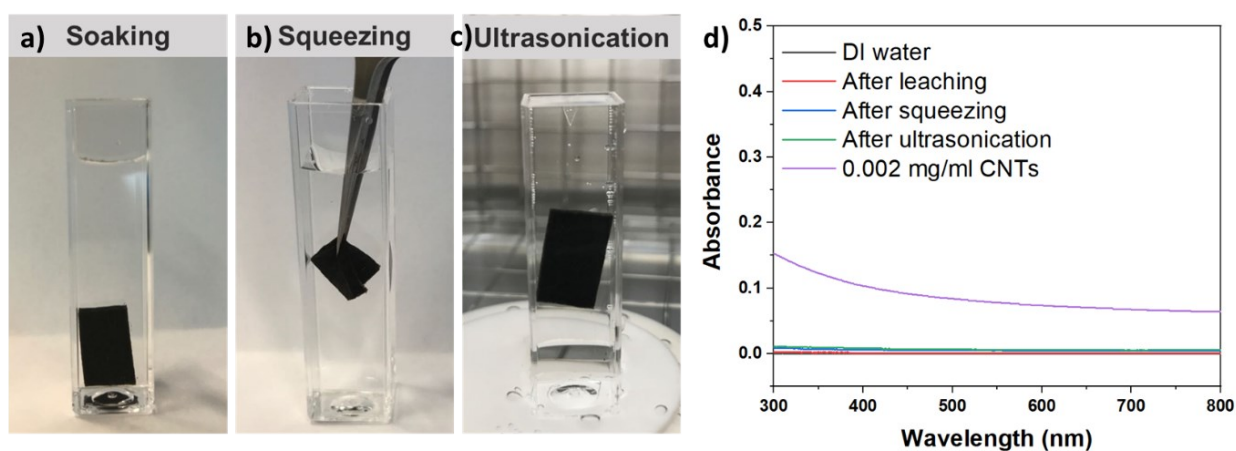 a) Soaking
b) Squeezing
c) Ultrasonication
d)
0.5
0.4
0.3
0.2
0.1
0.0
Absorbance
DI water
After leaching
After squeezing
After ultrasonication
0.002 mg/ml CNTs
300
400
500
600
700
800
Wavelength (nm)